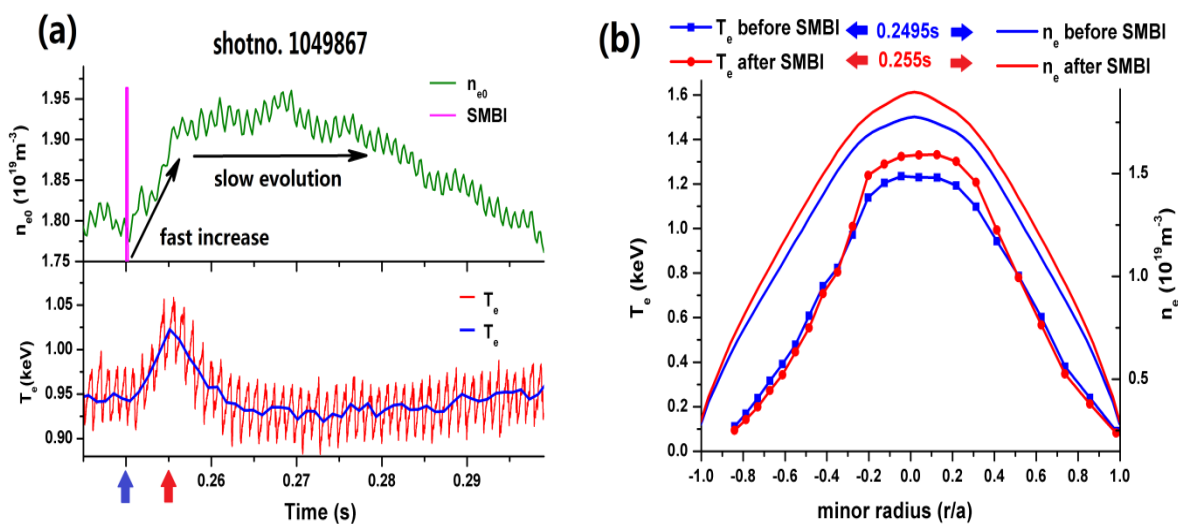 (a)
shotno. 1049867
n_e0
SMBI
fast increase
slow evolution
n_e0 (10^19 m^-3)
1.95
1.90
1.85
1.80
1.75
T_e
T_e
T_e(keV)
1.05
1.00
0.95
0.90
0.26
0.27
0.28
0.29
Time (s)
(b)
T_e before SMBI
0.2495s
n_e before SMBI
T_e after SMBI
0.255s
n_e after SMBI
T_e (keV)
1.6
1.4
1.2
1.0
0.8
0.6
0.4
0.2
0.0
n_e (10^19 m^-3)
1.5
1.0
0.5
-1.0 -0.8 -0.6 -0.4 -0.2 0.0 0.2 0.4 0.6 0.8 1.0
minor radius (r/a)